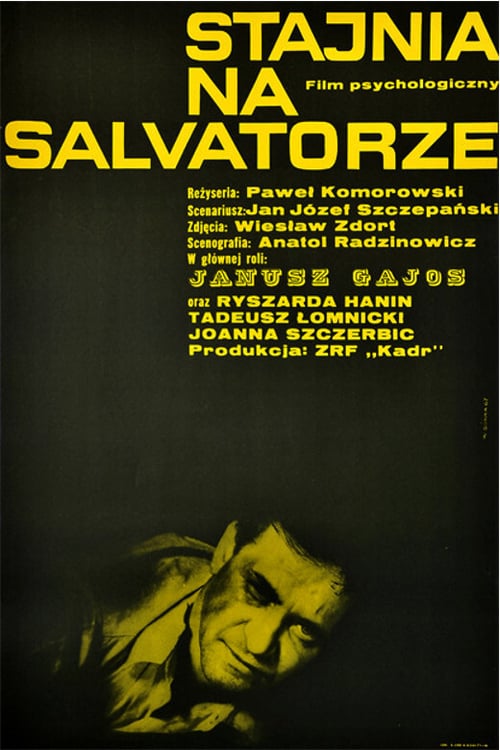 STAJNIA
NA Film psychologiczny
SALVATORZE
Reżyseria: Paweł Komorowski
Scenariusz: Jan Józef Szczepański
Zdjęcia: Wiesław Zdort
Scenografia: Anatol Radzinowicz
W głównej roli:
JANUSZ GAJOS
oraz RYSZARDA HANIN
TADEUSZ ŁOMNICKI
JOANNA SZCZERBIC
Produkcja: ZRF „Kadr”